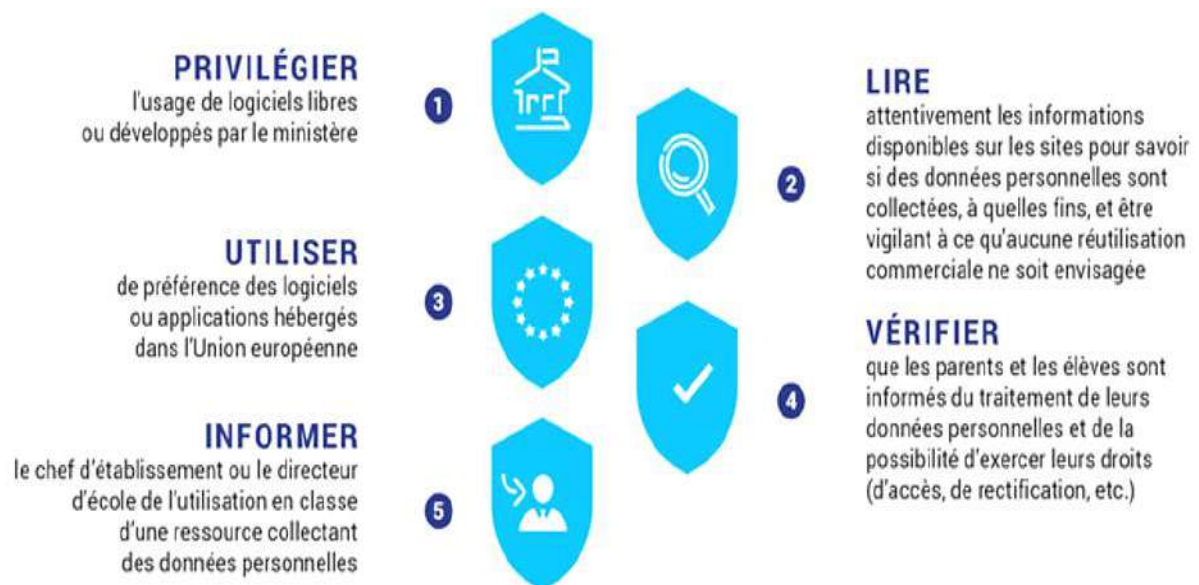 PRIVILÉGIER
l'usage de logiciels libres
ou développés par le ministère
1
2
LIRE
attentivement les informations
disponibles sur les sites pour savoir
si des données personnelles sont
collectées, à quelles fins, et être
vigilant à ce qu'aucune réutilisation
commerciale ne soit envisagée
UTILISER
de préférence des logiciels
ou applications hébergés
dans l'Union européenne
3
4
VÉRIFIER
que les parents et les élèves sont
informés du traitement de leurs
données personnelles et de la
possibilité d'exercer leurs droits
(d'accès, de rectification, etc.)
INFORMER
le chef d'établissement ou le directeur
d'école de l'utilisation en classe
d'une ressource collectant
des données personnelles
5